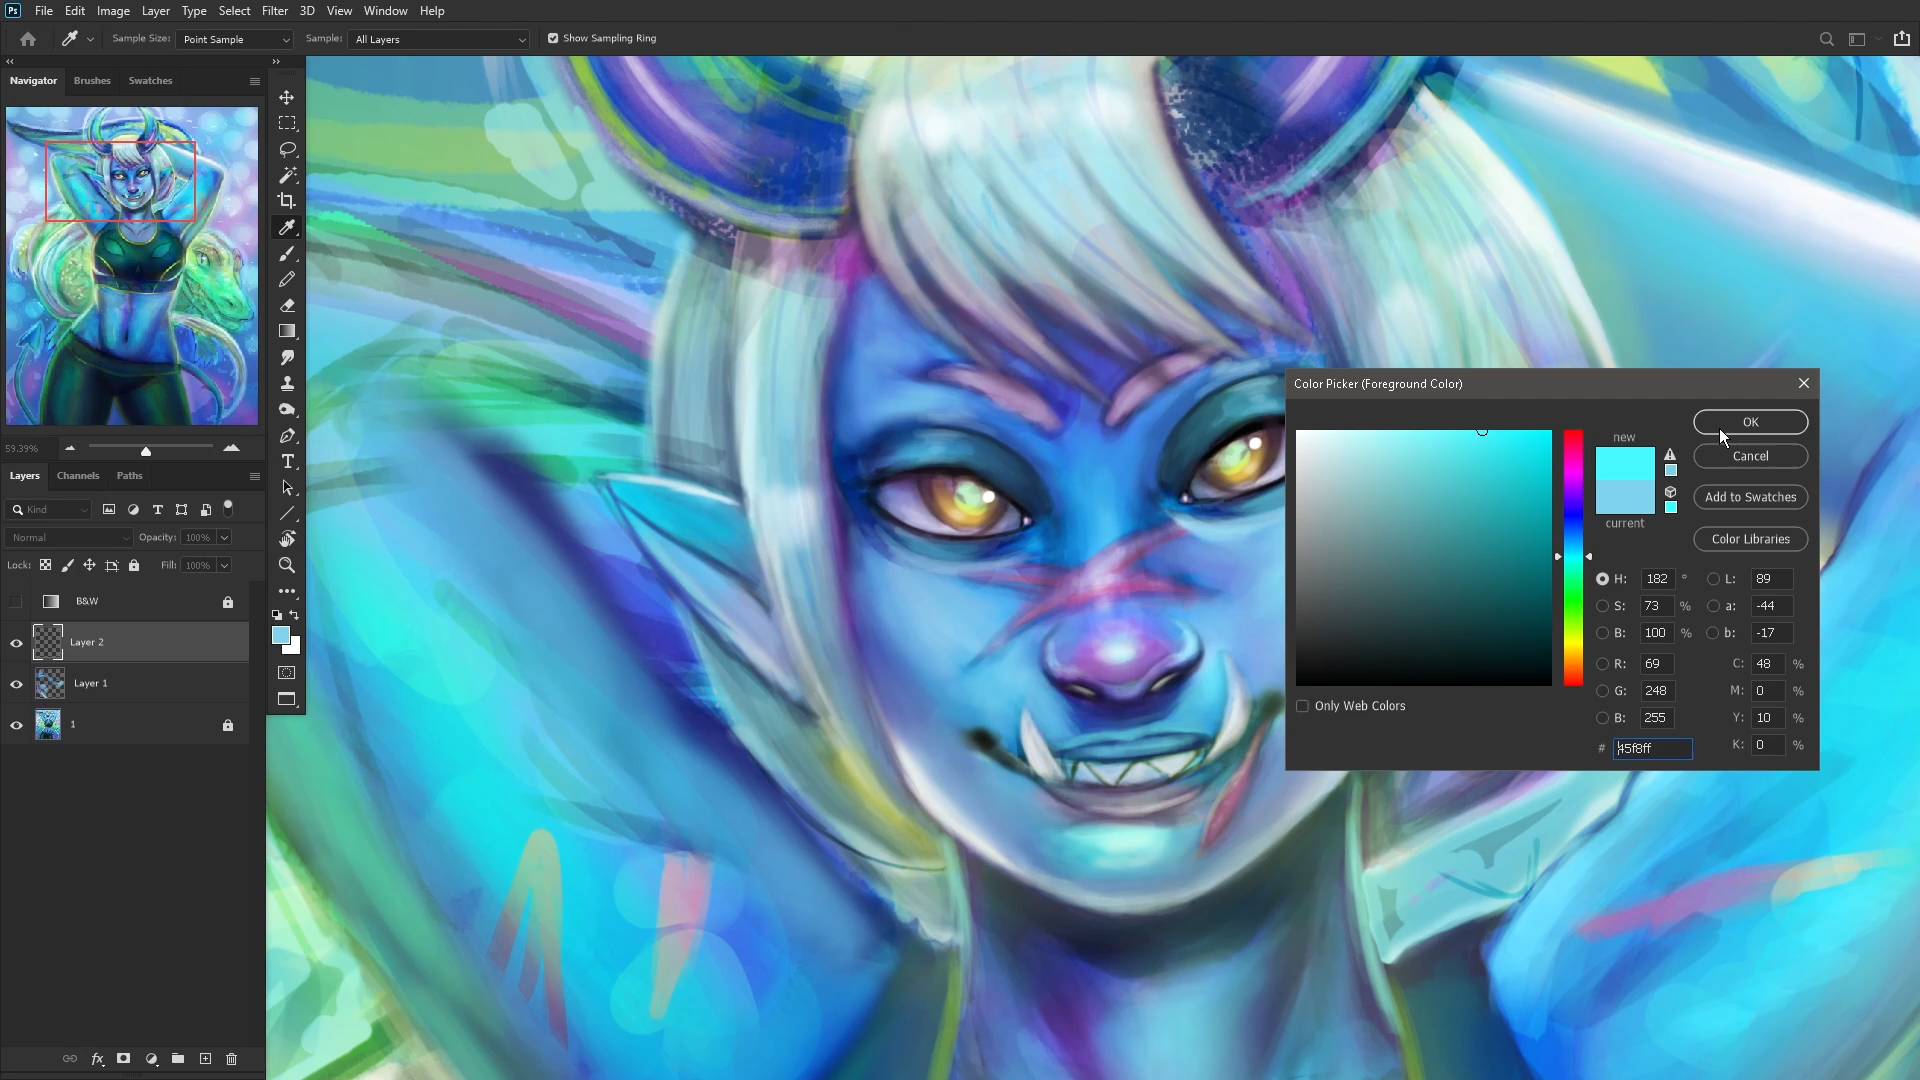 Ps File Edit Image Layer Type Select Filter 3D View Window Help
Sample Size: Point Sample Sample: All Layers Show Sampling Ring
Navigator Brushes Swatches
59.39%
Layers Channels Paths
Kind
Normal Opacity: 100%
Lock: Fill: 100%
B&W
Layer 2
Layer 1
1
fx
Color Picker (Foreground Color)
new
current
OK
Cancel
Add to Swatches
Color Libraries
H: 182 ° L: 89
S: 73 % a: -44
B: 100 % b: -17
R: 69 C: 48 %
G: 248 M: 0 %
B: 255 Y: 10 %
# 45f8ff K: 0 %
Only Web Colors